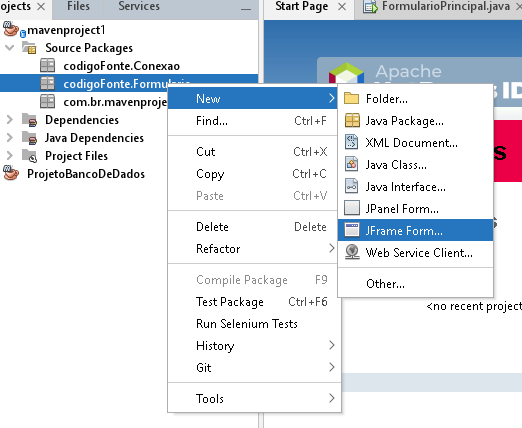 ojects × Files Services
mavenproject1
Source Packages
codigoFonte.Conexao
codigoFonte.Formulario
com.br.mavenproje
Dependencies
Java Dependencies
Project Files
ProjetoBancoDeDados
New
Find... Ctrl+F
Cut Ctrl+X
Copy Ctrl+C
Paste Ctrl+V
Delete Delete
Refactor
Compile Package F9
Test Package Ctrl+F6
Run Selenium Tests
History
Git
Tools
Folder...
Java Package...
XML Document...
Java Class...
Java Interface...
JPanel Form...
JFrame Form...
Web Service Client...
Other...
Start Page × FormularioPrincipal.java
Apache
ID
s
s
<no recent project